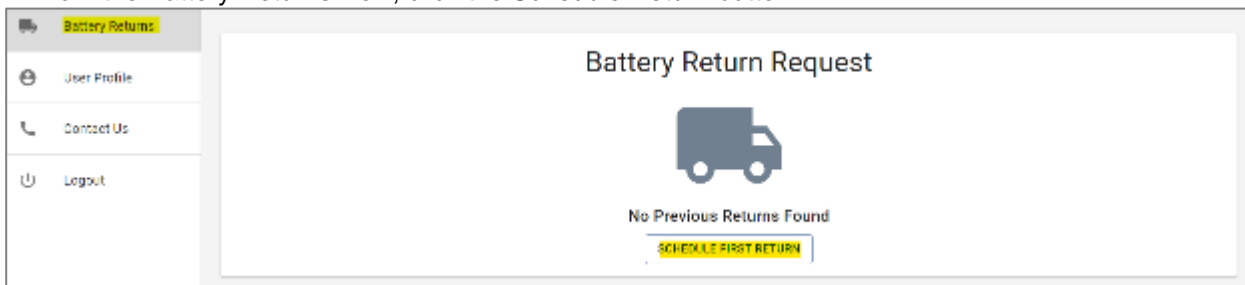 Battery Returns
User Profile
Contact Us
Logout
Battery Return Request
No Previous Returns Found
SCHEDULE FIRST RETURN